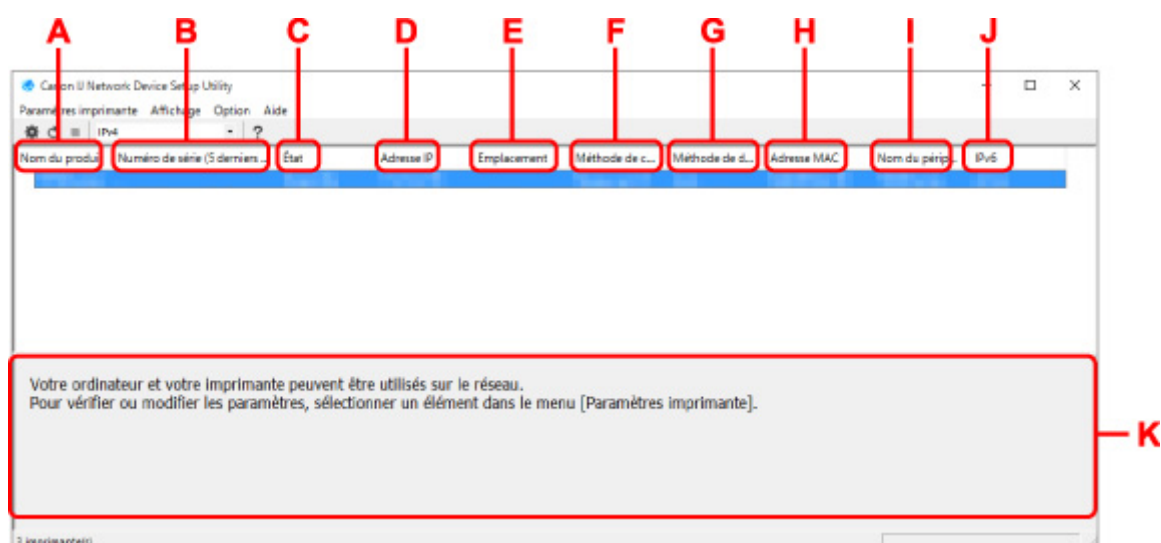 A B C D E F G H I J
Canon IJ Network Device Setup Utility
Paramètres imprimante Affichage Option Aide
IPv4 ?
Nom du produi Numéro de série (5 derniers ... État Adresse IP Emplacement Méthode de c... Méthode de d... Adresse MAC Nom du périp... IPv6
Votre ordinateur et votre imprimante peuvent être utilisés sur le réseau.
Pour vérifier ou modifier les paramètres, sélectionner un élément dans le menu [Paramètres imprimante].
K
imprimante(s)